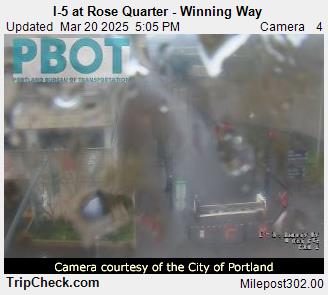 I-5 at Rose Quarter - Winning Way
Updated Mar 20 2025 5:05 PM Camera 4
PBOT
PORTLAND BUREAU OF TRANSPORTATION
Camera courtesy of the City of Portland
TripCheck.com Milepost302.00